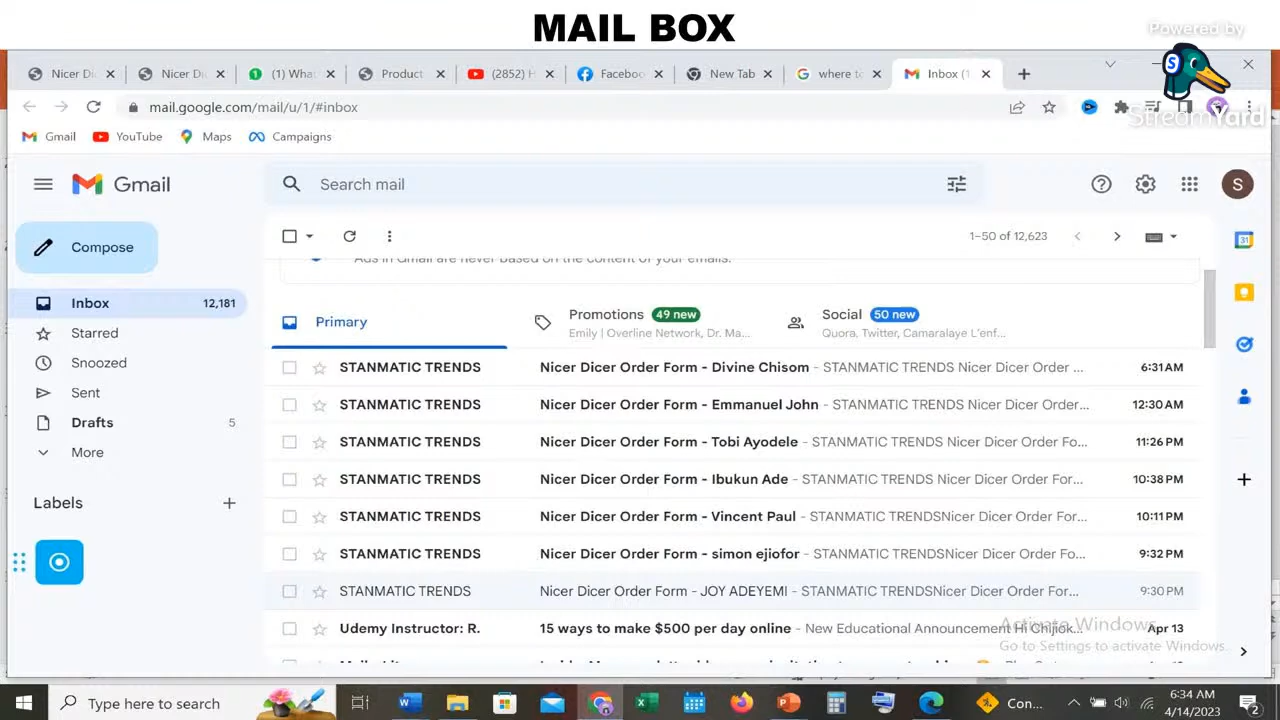 MAIL BOX
Powered by
StreamYard
Nicer Di
Nicer Di
(1) What
Product
(2852) H
Faceboo
New Tab
where to
Inbox (1
mail.google.com/mail/u/1/#inbox
Gmail YouTube Maps Campaigns
Gmail
Search mail
S
Compose
1–50 of 12,623
31
Ads in Gmail are never based on the content of your emails.
Inbox 12,181
Starred
Snoozed
Sent
Drafts 5
More
Labels
Primary
Promotions 49 new
Emily | Overline Network, Dr. Ma...
Social 50 new
Quora, Twitter, Camaralaye L'enf...
STANMATIC TRENDS Nicer Dicer Order Form - Divine Chisom - STANMATIC TRENDS Nicer Dicer Order ... 6:31 AM
STANMATIC TRENDS Nicer Dicer Order Form - Emmanuel John - STANMATIC TRENDS Nicer Dicer Order... 12:30 AM
STANMATIC TRENDS Nicer Dicer Order Form - Tobi Ayodele - STANMATIC TRENDS Nicer Dicer Order Fo... 11:26 PM
STANMATIC TRENDS Nicer Dicer Order Form - Ibukun Ade - STANMATIC TRENDS Nicer Dicer Order For... 10:38 PM
STANMATIC TRENDS Nicer Dicer Order Form - Vincent Paul - STANMATIC TRENDSNicer Dicer Order For... 10:11 PM
STANMATIC TRENDS Nicer Dicer Order Form - simon ejiofor - STANMATIC TRENDSNicer Dicer Order Fo... 9:32 PM
STANMATIC TRENDS Nicer Dicer Order Form - JOY ADEYEMI - STANMATIC TRENDSNicer Dicer Order For... 9:30 PM
Udemy Instructor: R. 15 ways to make $500 per day online - New Educational Announcement Hi Chijiok... Apr 13
Activate Windows
Go to Settings to activate Windows.
Type here to search
Con...
6:34 AM
4/14/2023
2